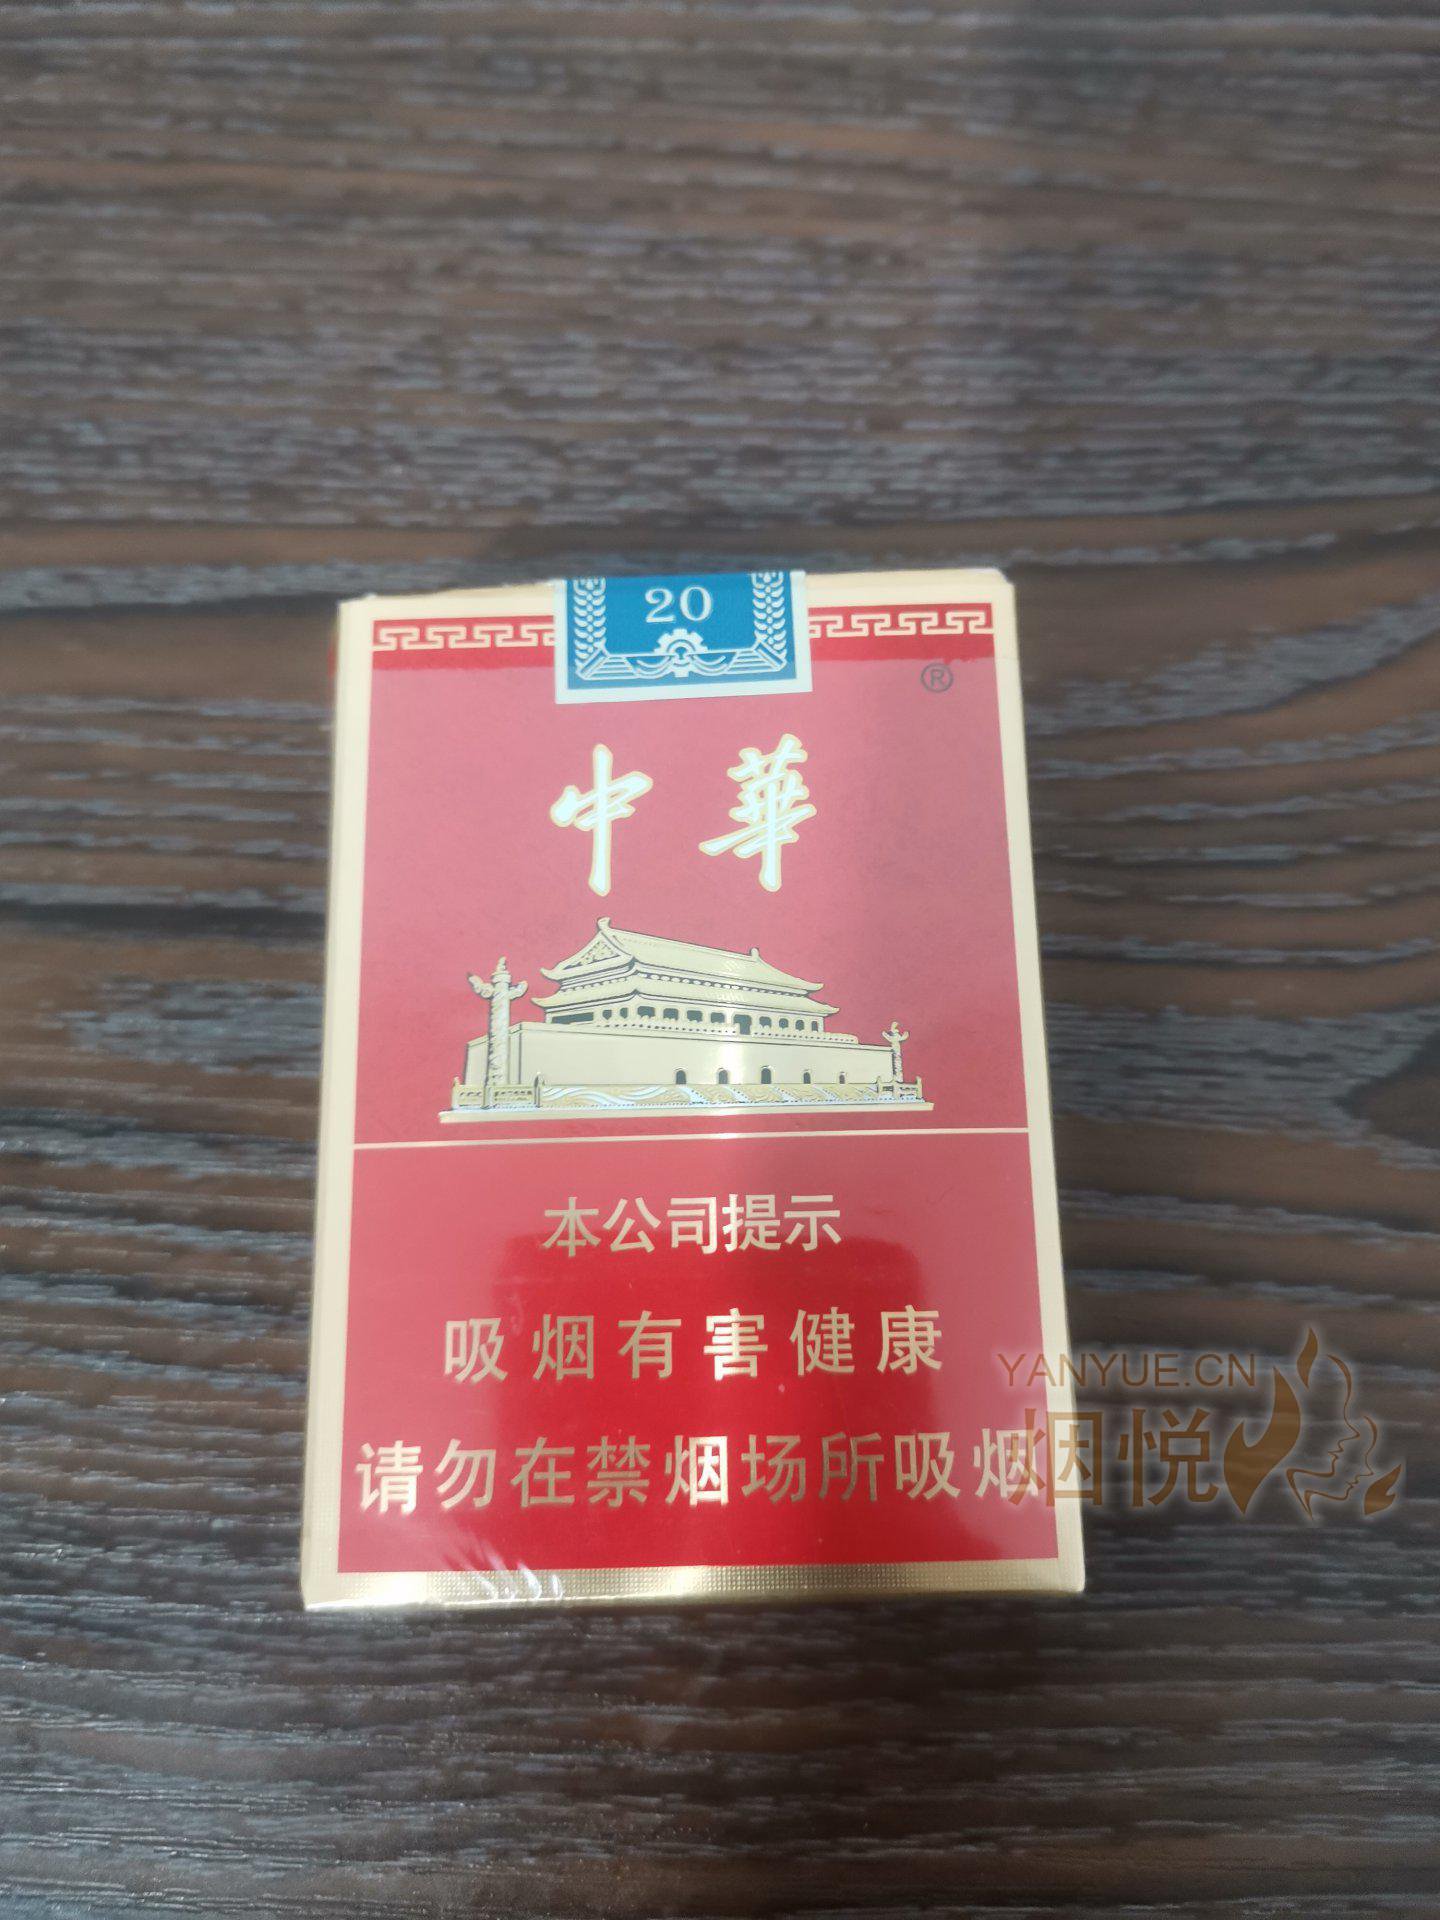 20
®
中華
本公司提示
吸烟有害健康
请勿在禁烟场所吸烟
YANYUE.CN
烟悦